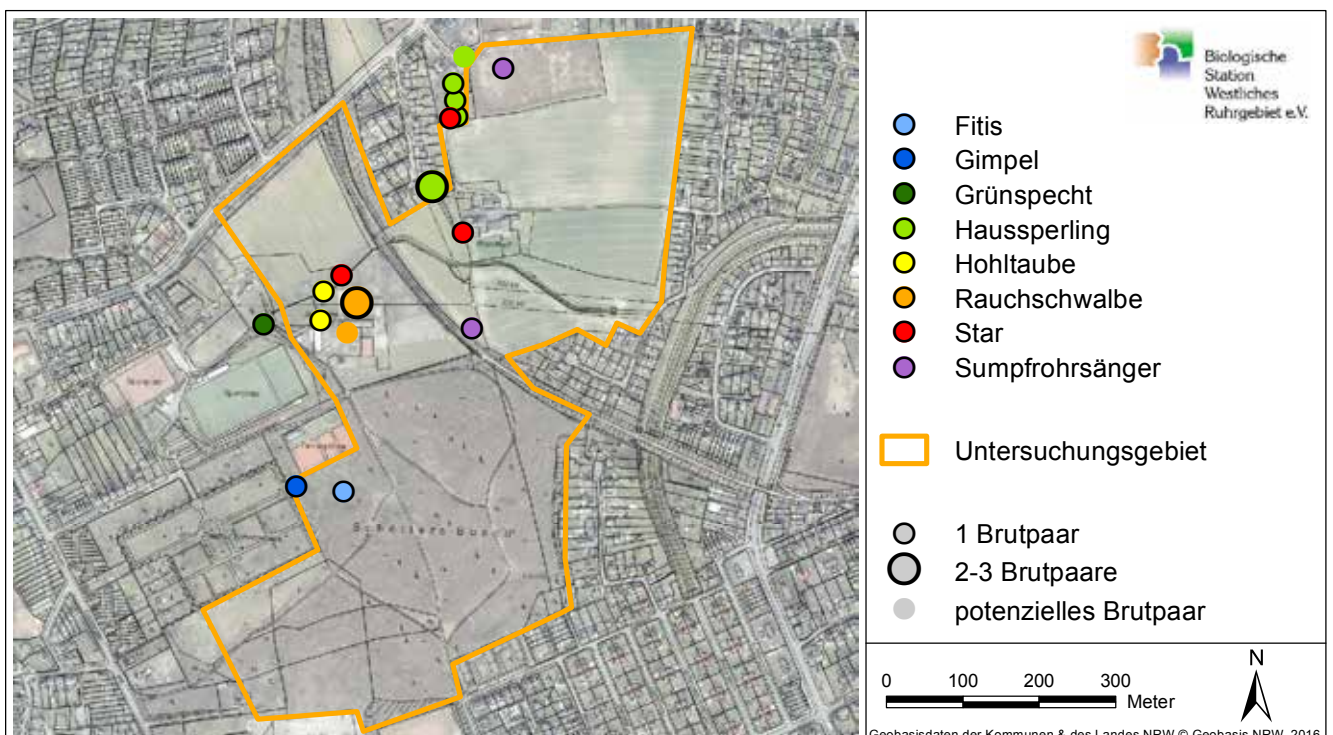 Biologische
Station
Westliches
Ruhrgebiet e.V.
Fitis
Gimpel
Grünspecht
Haussperling
Hohltaube
Rauchschwalbe
Star
Sumpfrohrsänger
Untersuchungsgebiet
1 Brutpaar
2-3 Brutpaare
potenzielles Brutpaar
N
0 100 200 300
Meter
Geobasisdaten der Kommunen & des Landes NRW © Geobasis NRW, 2016